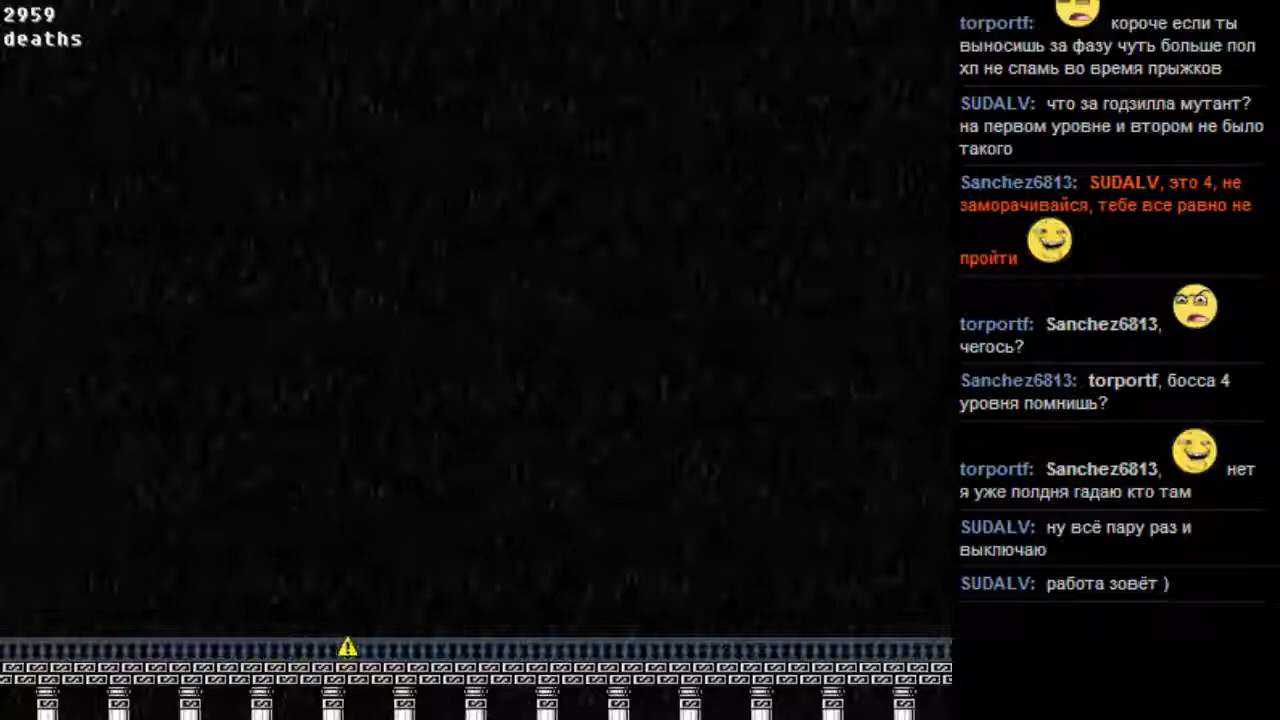 2959
deaths
torportf: короче если ты
выносишь за фазу чуть больше пол
хп не спамь во время прыжков
SUDALV: что за годзилла мутант?
на первом уровне и втором не было
такого
Sanchez6813: SUDALV, это 4, не
заморачивайся, тебе все равно не
пройти
torportf: Sanchez6813,
чегось?
Sanchez6813: torportf, босса 4
уровня помнишь?
torportf: Sanchez6813, нет
я уже полдня гадаю кто там
SUDALV: ну всё пару раз и
выключаю
SUDALV: работа зовёт )